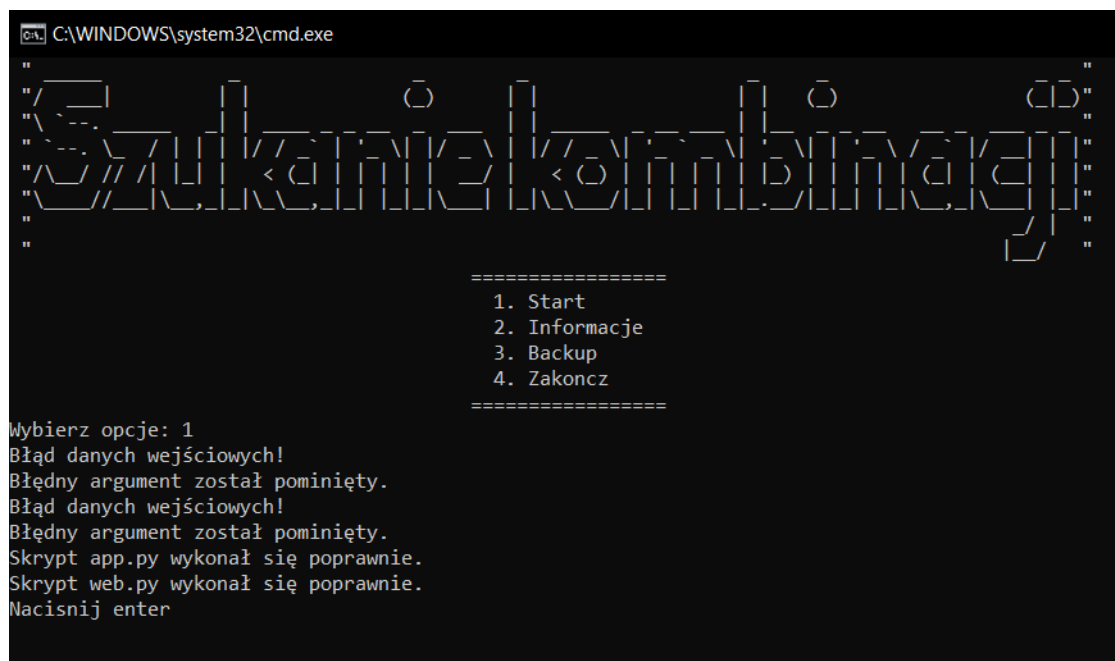 C:\WINDOWS\system32\cmd.exe
Szukanie kombinacji
=================
1. Start
2. Informacje
3. Backup
4. Zakoncz
=================
Wybierz opcje: 1
Błąd danych wejściowych!
Błędny argument został pominięty.
Błąd danych wejściowych!
Błędny argument został pominięty.
Skrypt app.py wykonał się poprawnie.
Skrypt web.py wykonał się poprawnie.
Nacisnij enter